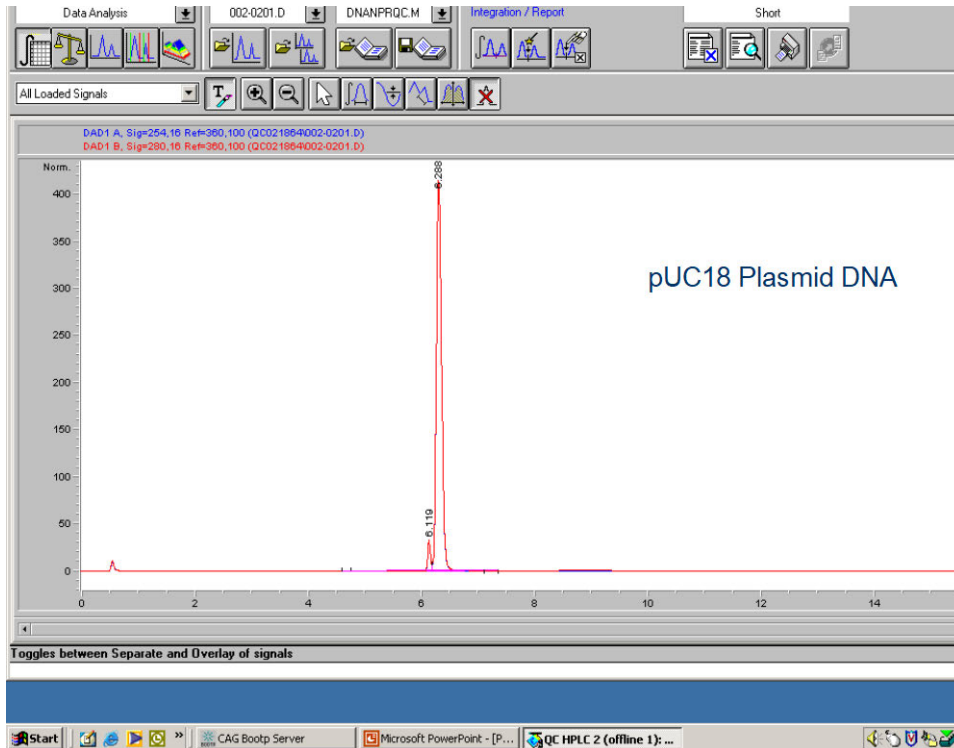 Data Analysis 002-0201.D DNANPRQC.M Integration / Report Short
All Loaded Signals
DAD1 A, Sig=254,16 Ref=360,100 (QC021864\002-0201.D)
DAD1 B, Sig=280,16 Ref=360,100 (QC021864\002-0201.D)
Norm.
400
350
300
250
200
150
100
50
0
6.288
6.119
pUC18 Plasmid DNA
0 2 4 6 8 10 12 14
Toggles between Separate and Overlay of signals
Start » CAG Bootp Server Microsoft PowerPoint - [P... QC HPLC 2 (offline 1): ...